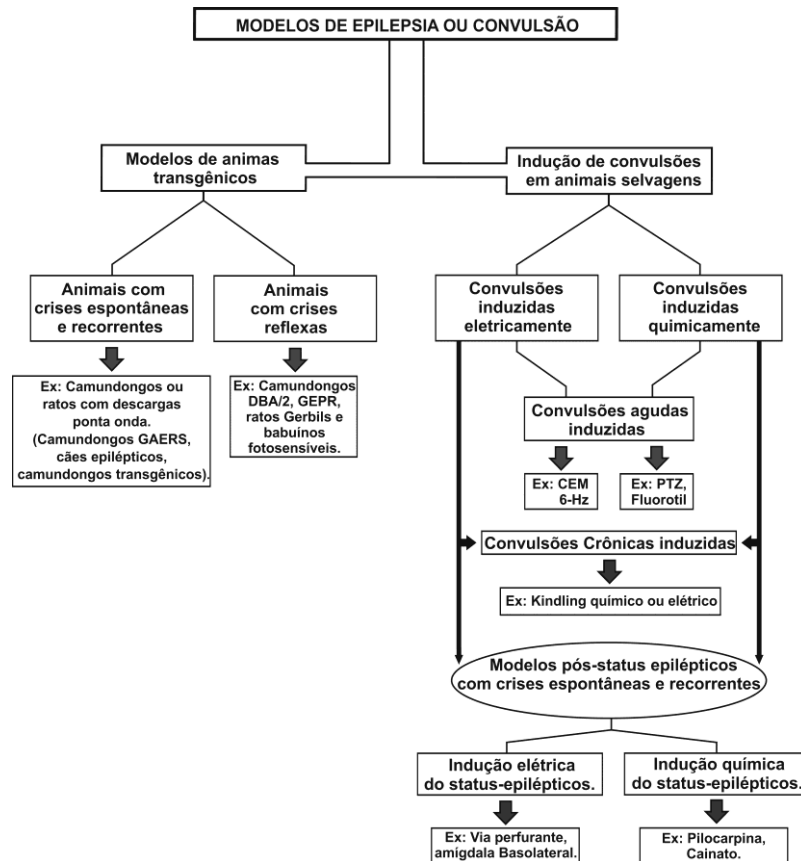 MODELOS DE EPILEPSIA OU CONVULSÃO
Modelos de animas
transgênicos
Indução de convulsões
em animais selvagens
Animais com
crises espontâneas
e recorrentes
Animais
com crises
reflexas
Convulsões
induzidas
eletricamente
Convulsões
induzidas
quimicamente
Ex: Camundongos ou
ratos com descargas
ponta onda.
(Camundongos GAERS,
cães epilépticos,
camundongos transgênicos).
Ex: Camundongos
DBA/2, GEPR,
ratos Gerbils e
babuínos
fotosensíveis.
Convulsões agudas
induzidas
Ex: CEM
6-Hz
Ex: PTZ,
Fluorotil
Convulsões Crônicas induzidas
Ex: Kindling químico ou elétrico
Modelos pós-status epilépticos
com crises espontâneas e recorrentes
Indução elétrica
do status-epilépticos.
Indução química
do status-epilépticos.
Ex: Via perfurante,
amígdala Basolateral.
Ex: Pilocarpina,
Cainato.